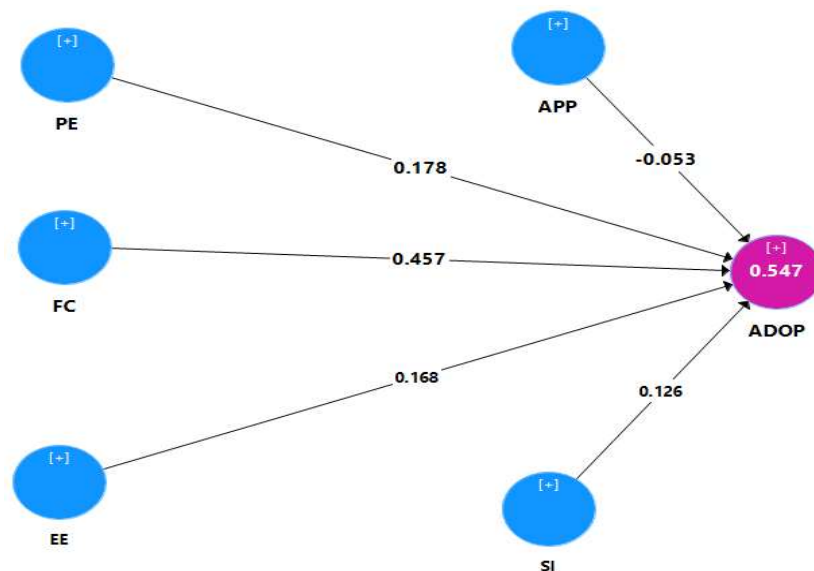 [+]
PE
[+]
APP
0.178
-0.053
[+]
FC
0.457
[+]
0.547
ADOP
0.168
0.126
[+]
EE
[+]
SI